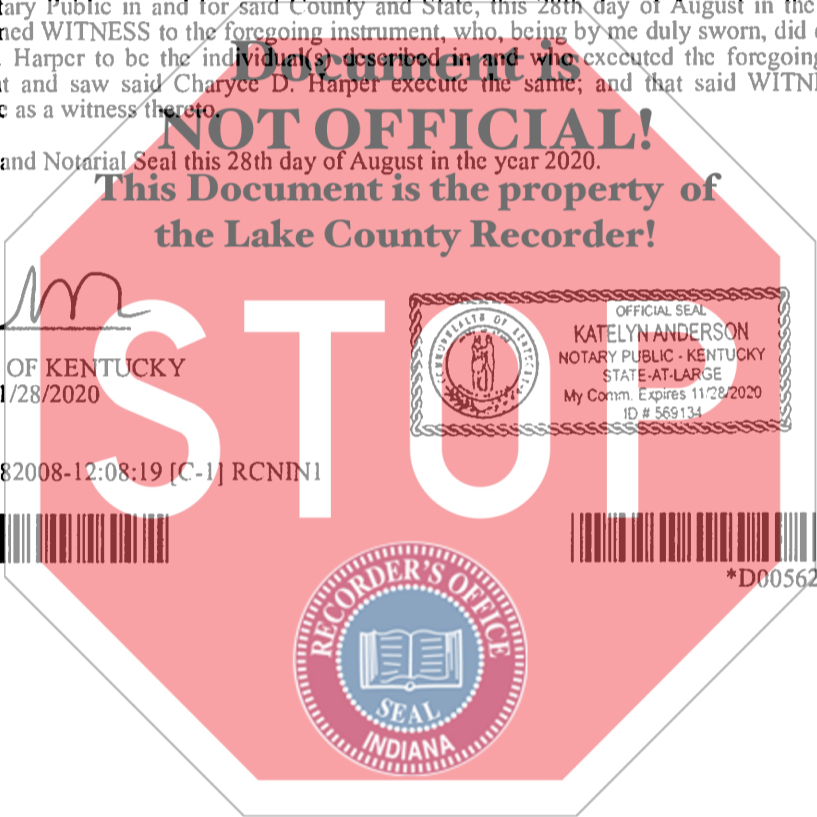 Public in and for said County and State, this 28th day of August in the
WITNESS to the foregoing instrument, who, being by me duly sworn, did
Harper to be the individual(s) described in and who executed the foregoing
and saw said Charyce D. Harper execute the same; and that said
as a witness thereto.
and Notarial Seal this 28th day of August in the year 2020.
Document is
NOT OFFICIAL!
This Document is the property of
the Lake County Recorder!
STOP
OF KENTUCKY
1/28/2020
OFFICIAL SEAL
KATELYN ANDERSON
NOTARY PUBLIC - KENTUCKY
STATE-AT-LARGE
My Comm. Expires 11/28/2020
ID # 569134
COMMONWEALTH OF KENTUCKY
82008-12:08:19 [C-1] RCNIN1
*D00562
RECORDER'S OFFICE
SEAL
INDIANA